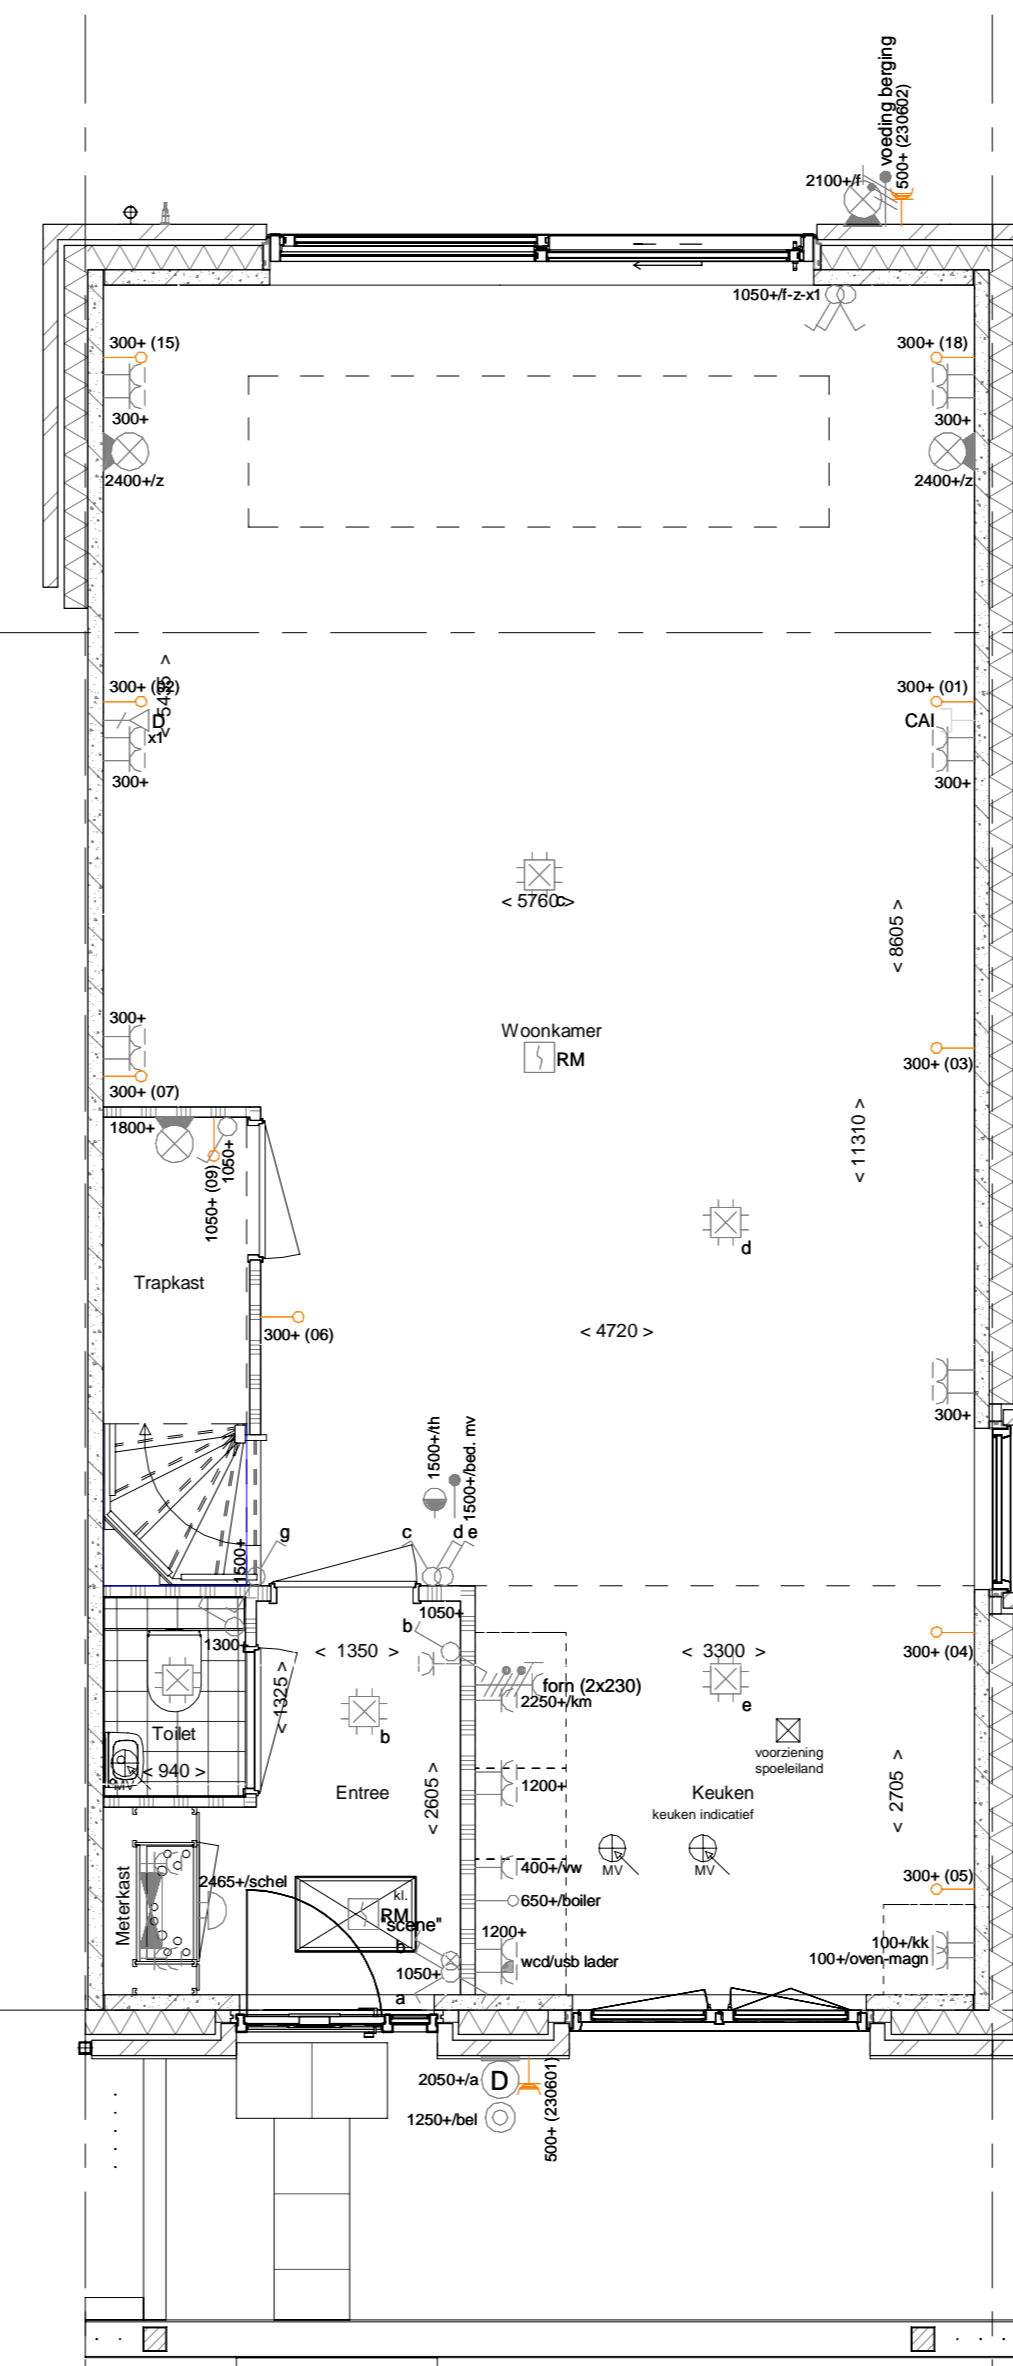 voeding berging
500+ (230602)
2100+/f
1050+/f-z-x1
300+ (15)
300+ (18)
300+
300+
2400+/z
2400+/z
< 5435 >
300+ (02)
300+ (01)
D
x1
CAI
300+
300+
c
< 5760 >
< 8605 >
300+
Woonkamer
RM
300+ (03)
300+ (07)
1800+
1050+
1050+ (09)
< 11310 >
d
Trapkast
300+ (06)
< 4720 >
300+
1500+/th
1500+/bed. mv
g
c
d e
1500+
1050+
b
1300+
< 1350 >
< 3300 >
300+ (04)
< 1325 >
forn (2x230)
2250+/km
e
b
Toilet
voorziening
spoeleiland
< 940 >
MV
1200+
Entree
< 2605 >
Keuken
keuken indicatief
< 2705 >
MV
MV
400+/vw
300+ (05)
Meterkast
2465+/schel
kl.
RM
"scene"
650+/boiler
b
1200+
100+/kk
100+/oven-magn
wcd/usb lader
1050+
a
2050+/a
D
1250+/bel
500+ (230601)